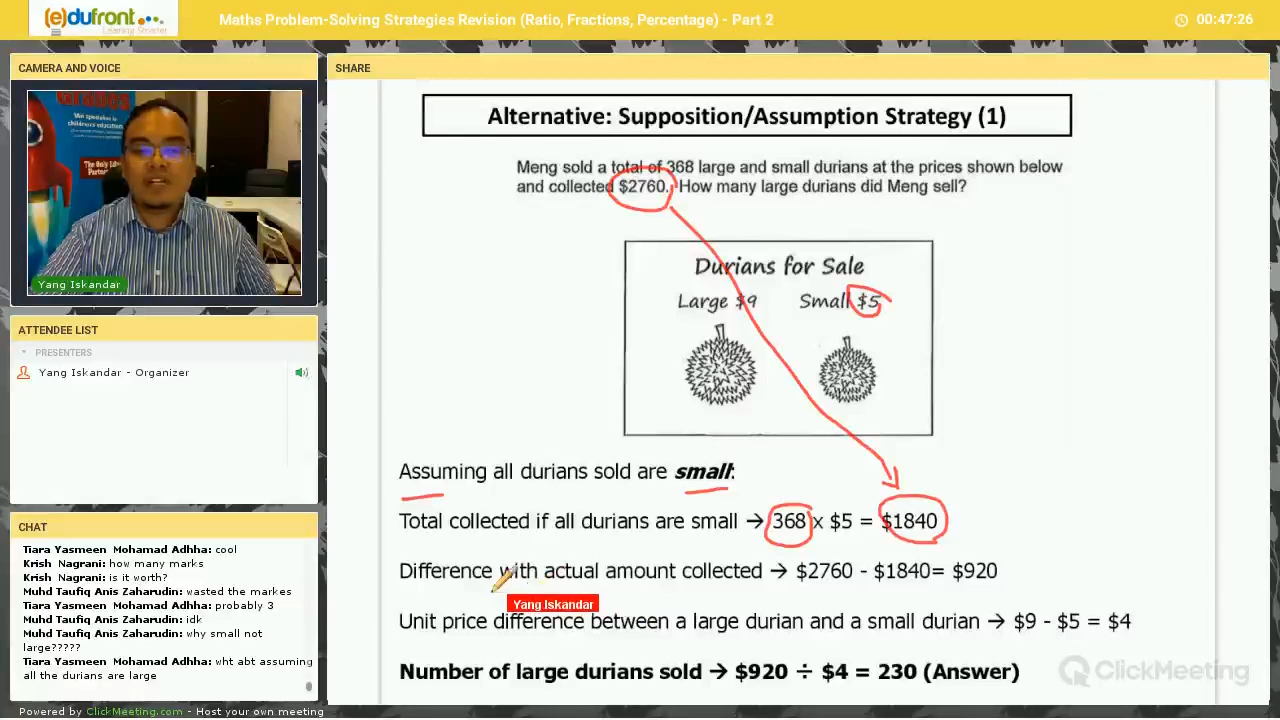 (e)dufront
Learning Smarter
Maths Problem-Solving Strategies Revision (Ratio, Fractions, Percentage) - Part 2
00:47:26
CAMERA AND VOICE
SHARE
We specialise in
children's education.
Yang Iskandar
ATTENDEE LIST
PRESENTERS
Yang Iskandar - Organizer
CHAT
Tiara Yasmeen Mohamad Adhha: cool
Krish Nagrani: how many marks
Krish Nagrani: is it worth?
Muhd Taufiq Anis Zaharudin: wasted the markes
Tiara Yasmeen Mohamad Adhha: probably 3
Muhd Taufiq Anis Zaharudin: idk
Muhd Taufiq Anis Zaharudin: why small not
large?????
Tiara Yasmeen Mohamad Adhha: wht abt assuming
all the durians are large
Alternative: Supposition/Assumption Strategy (1)
Meng sold a total of 368 large and small durians at the prices shown below
and collected $2760. How many large durians did Meng sell?
Durians for Sale
Large $9 Small $5
Assuming all durians sold are small:
Total collected if all durians are small → 368 x $5 = $1840
Difference with actual amount collected → $2760 - $1840= $920
Yang Iskandar
Unit price difference between a large durian and a small durian → $9 - $5 = $4
Number of large durians sold → $920 ÷ $4 = 230 (Answer)
ClickMeeting
Powered by ClickMeeting.com - Host your own meeting